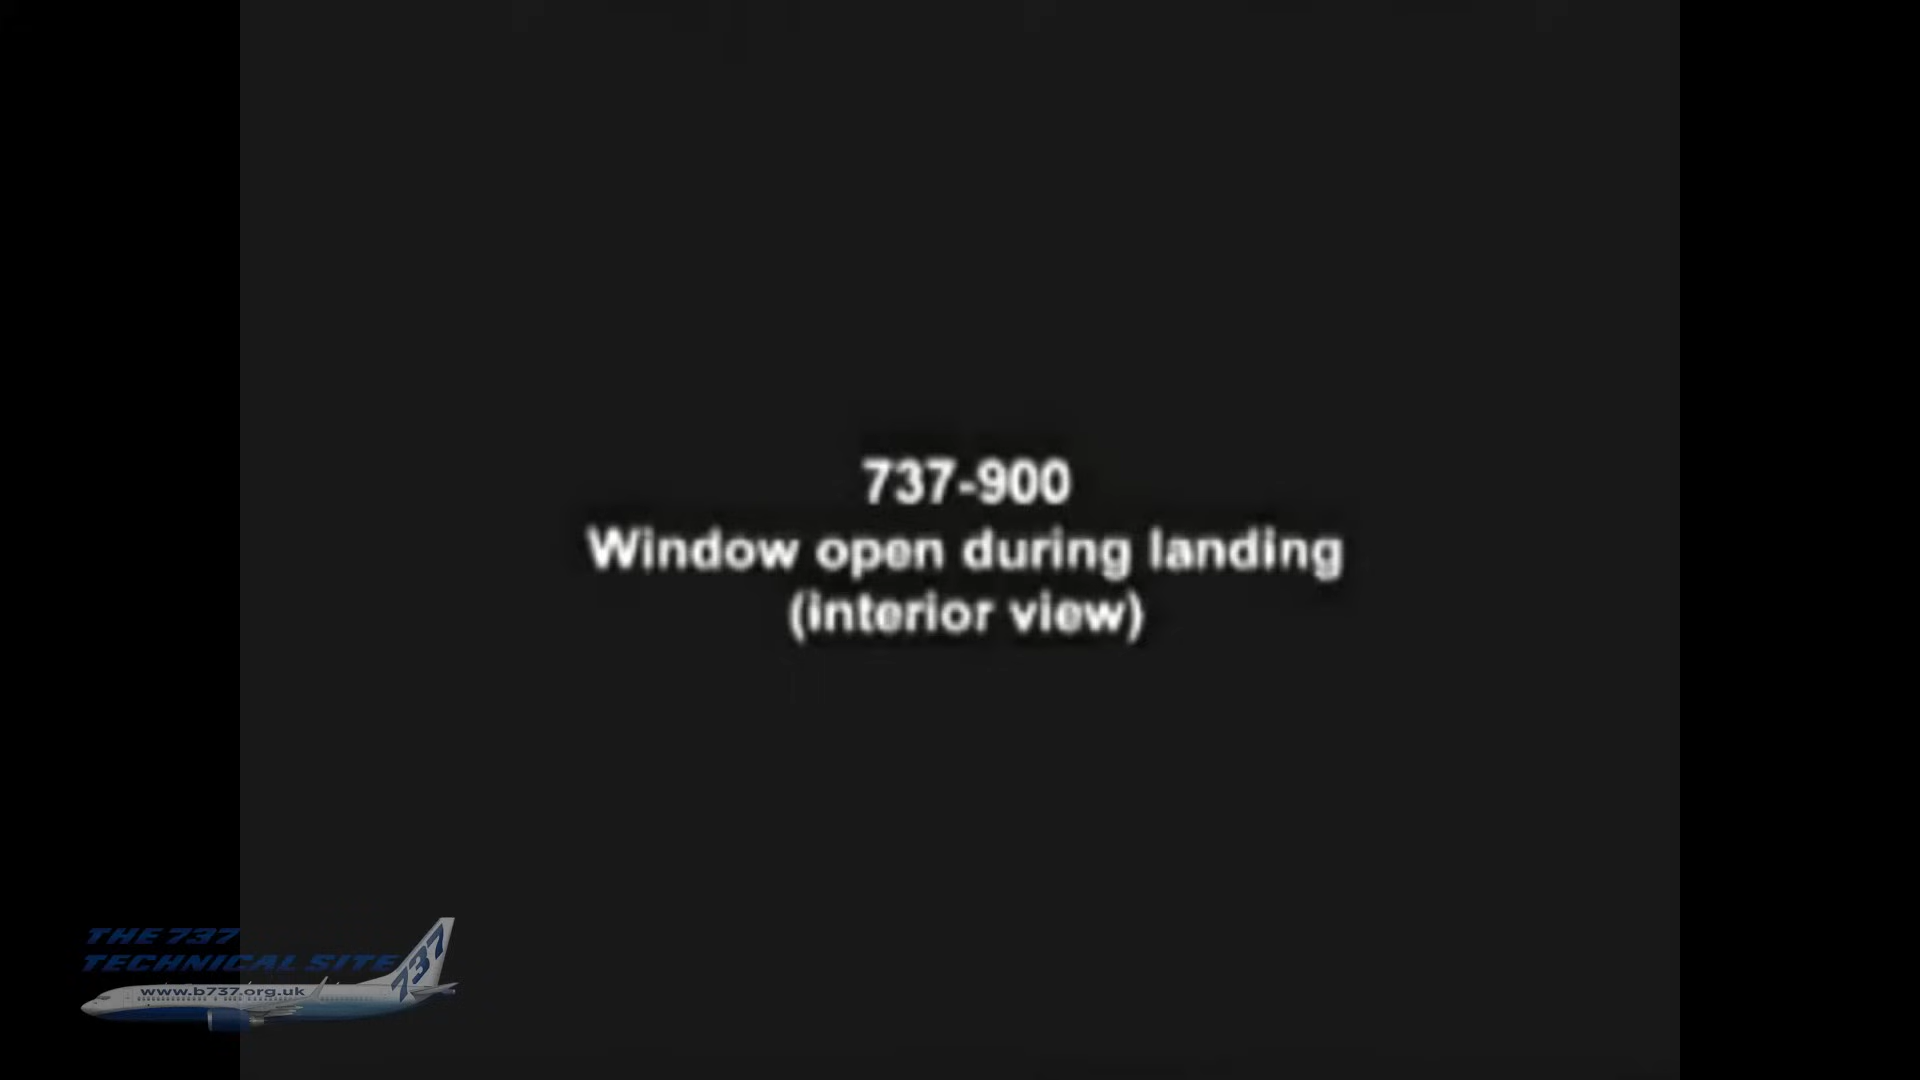 737-900
Window open during landing
(interior view)
THE 737
TECHNICAL SITE
737
www.b737.org.uk